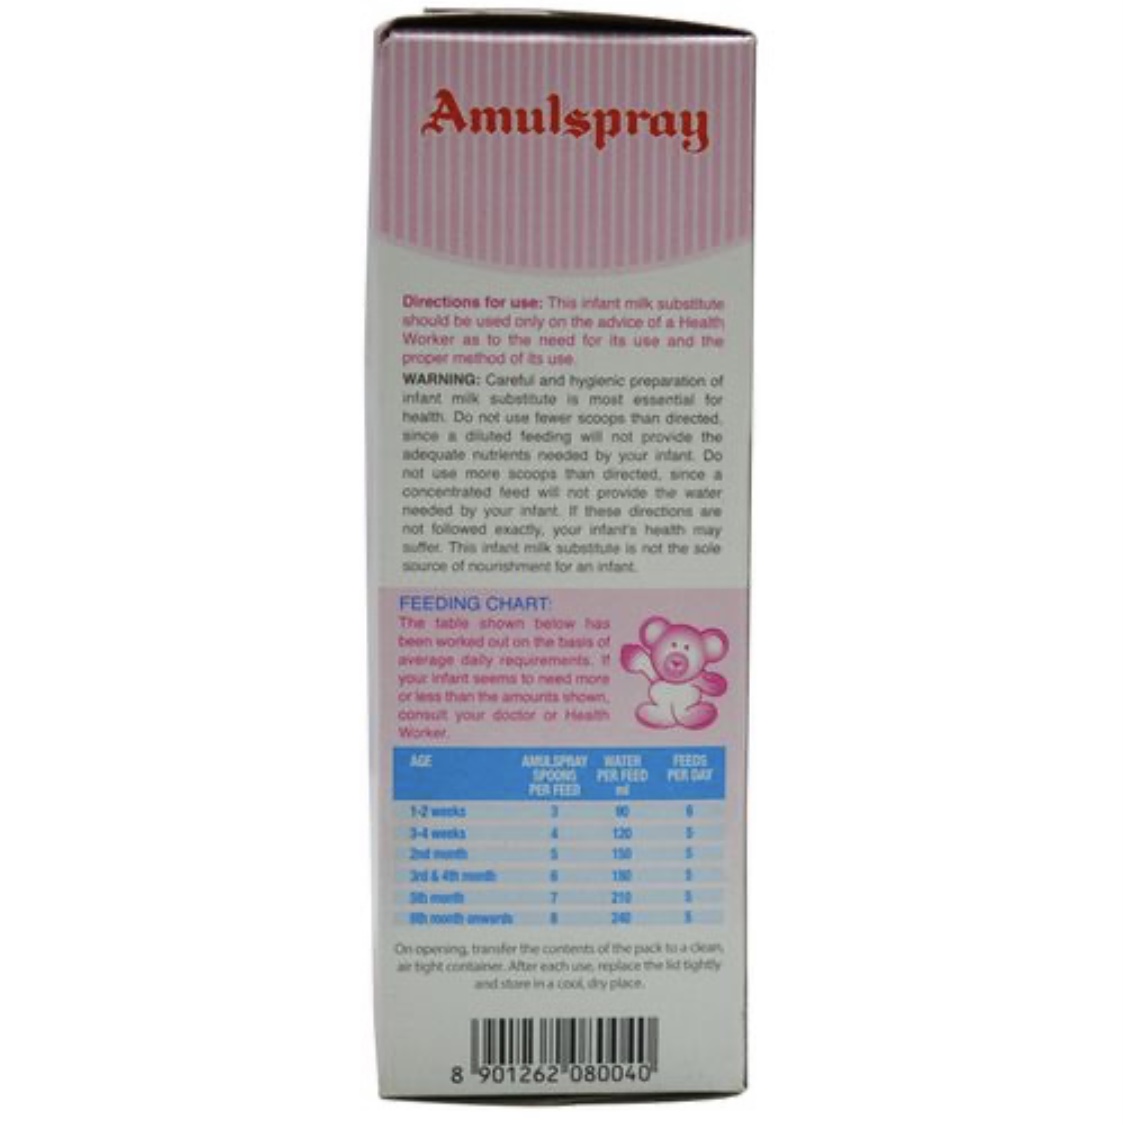 Amulspray
Directions for use: This infant milk substitute
should be used only on the advice of a Health
Worker as to the need for its use and the
proper method of its use.
WARNING: Careful and hygienic preparation of
infant milk substitute is most essential for
health. Do not use fewer scoops than directed,
since a diluted feeding will not provide the
adequate nutrients needed by your infant. Do
not use more scoops than directed, since a
concentrated feed will not provide the water
needed by your infant. If these directions are
not followed exactly, your infant's health may
suffer. This infant milk substitute is not the sole
source of nourishment for an infant.
FEEDING CHART:
The table shown below has
been worked out on the basis of
average daily requirements. If
your infant seems to need more
or less than the amounts shown,
consult your doctor or Health
Worker.
AGE AMULSPRAY SPOONS PER FEED WATER PER FEED ml FEEDS PER DAY
1-2 weeks 3 90 6
3-4 weeks 4 120 5
2nd month 5 150 5
3rd & 4th month 6 180 5
5th month 7 210 5
6th month onwards 8 240 5
On opening, transfer the contents of the pack to a clean,
air tight container. After each use, replace the lid tightly
and store in a cool, dry place.
8 901262 080040